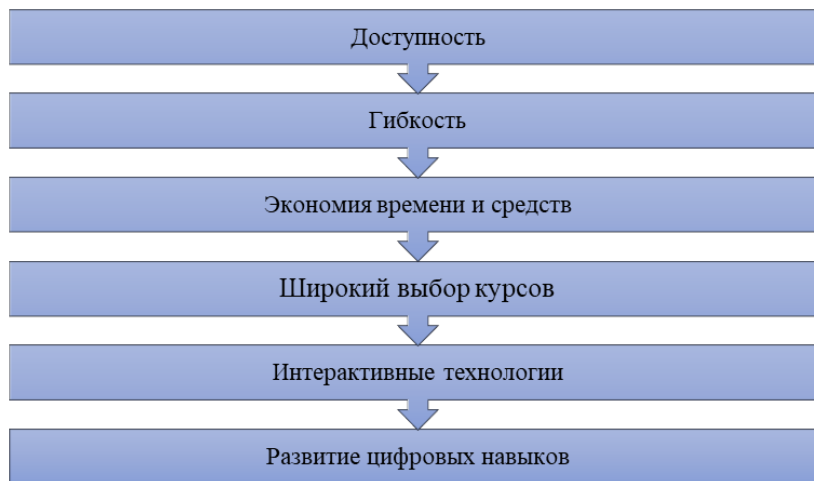 Доступность
Гибкость
Экономия времени и средств
Широкий выбор курсов
Интерактивные технологии
Развитие цифровых навыков